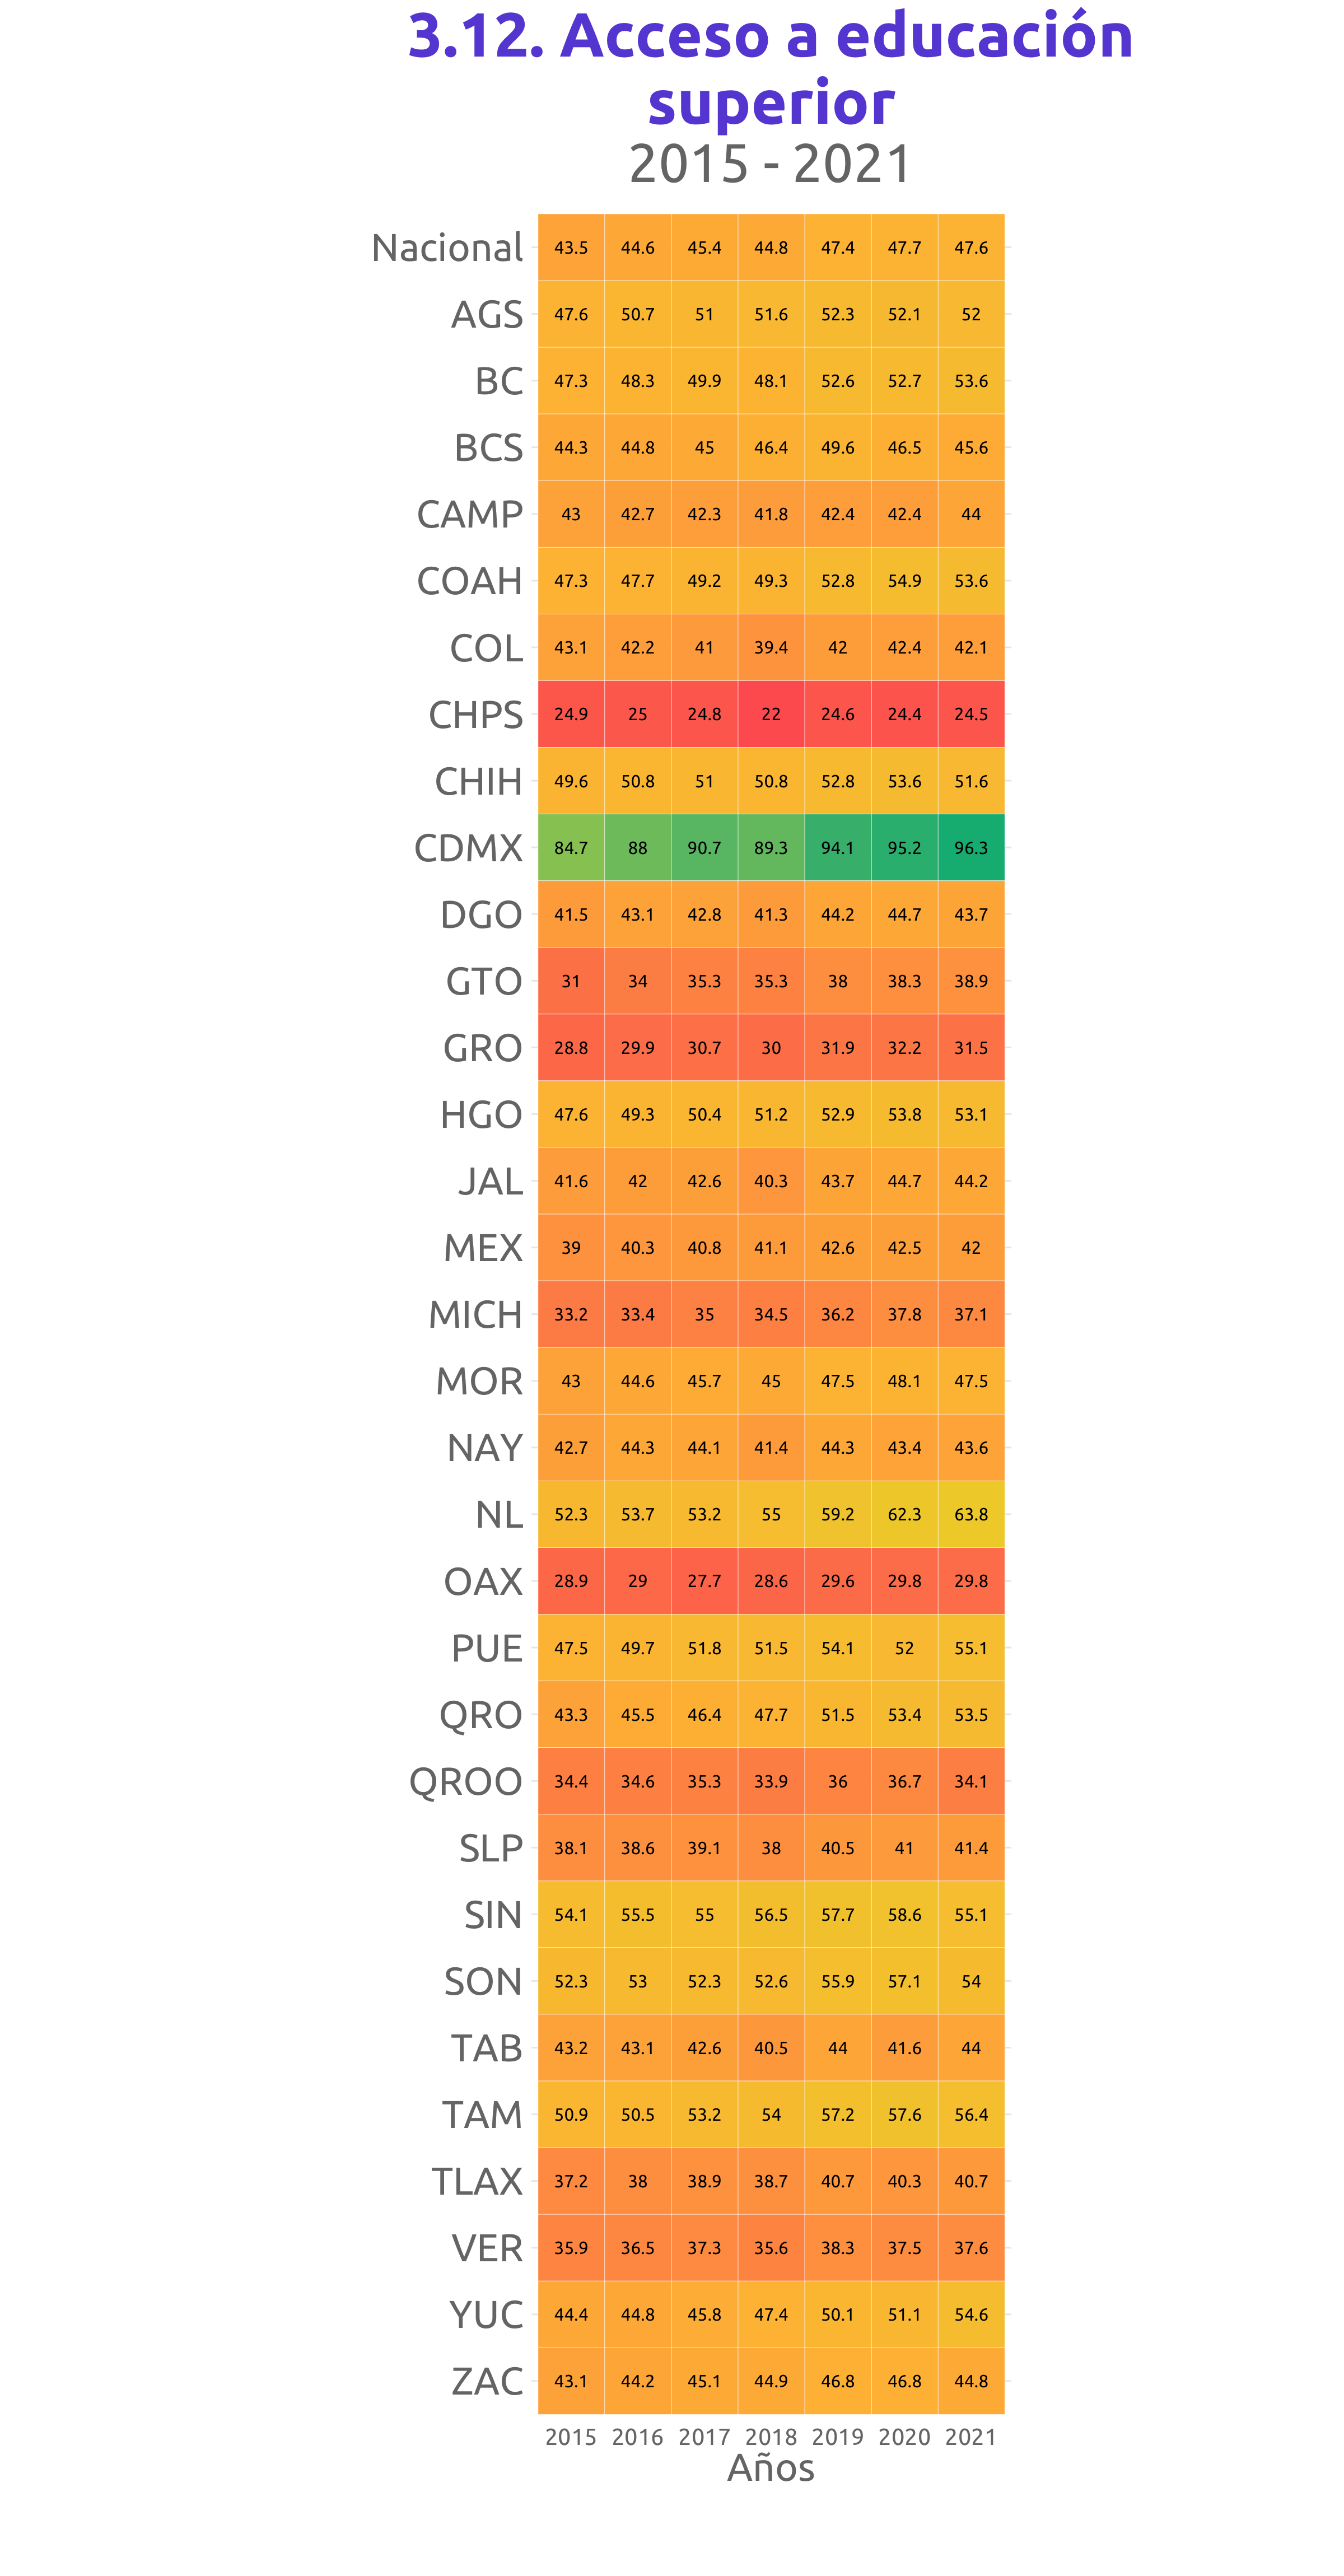 3.12. Acceso a educación
superior
2015 - 2021
Nacional 43.5 44.6 45.4 44.8 47.4 47.7 47.6
AGS 47.6 50.7 51 51.6 52.3 52.1 52
BC 47.3 48.3 49.9 48.1 52.6 52.7 53.6
BCS 44.3 44.8 45 46.4 49.6 46.5 45.6
CAMP 43 42.7 42.3 41.8 42.4 42.4 44
COAH 47.3 47.7 49.2 49.3 52.8 54.9 53.6
COL 43.1 42.2 41 39.4 42 42.4 42.1
CHPS 24.9 25 24.8 22 24.6 24.4 24.5
CHIH 49.6 50.8 51 50.8 52.8 53.6 51.6
CDMX 84.7 88 90.7 89.3 94.1 95.2 96.3
DGO 41.5 43.1 42.8 41.3 44.2 44.7 43.7
GTO 31 34 35.3 35.3 38 38.3 38.9
GRO 28.8 29.9 30.7 30 31.9 32.2 31.5
HGO 47.6 49.3 50.4 51.2 52.9 53.8 53.1
JAL 41.6 42 42.6 40.3 43.7 44.7 44.2
MEX 39 40.3 40.8 41.1 42.6 42.5 42
MICH 33.2 33.4 35 34.5 36.2 37.8 37.1
MOR 43 44.6 45.7 45 47.5 48.1 47.5
NAY 42.7 44.3 44.1 41.4 44.3 43.4 43.6
NL 52.3 53.7 53.2 55 59.2 62.3 63.8
OAX 28.9 29 27.7 28.6 29.6 29.8 29.8
PUE 47.5 49.7 51.8 51.5 54.1 52 55.1
QRO 43.3 45.5 46.4 47.7 51.5 53.4 53.5
QROO 34.4 34.6 35.3 33.9 36 36.7 34.1
SLP 38.1 38.6 39.1 38 40.5 41 41.4
SIN 54.1 55.5 55 56.5 57.7 58.6 55.1
SON 52.3 53 52.3 52.6 55.9 57.1 54
TAB 43.2 43.1 42.6 40.5 44 41.6 44
TAM 50.9 50.5 53.2 54 57.2 57.6 56.4
TLAX 37.2 38 38.9 38.7 40.7 40.3 40.7
VER 35.9 36.5 37.3 35.6 38.3 37.5 37.6
YUC 44.4 44.8 45.8 47.4 50.1 51.1 54.6
ZAC 43.1 44.2 45.1 44.9 46.8 46.8 44.8
2015 2016 2017 2018 2019 2020 2021
Años